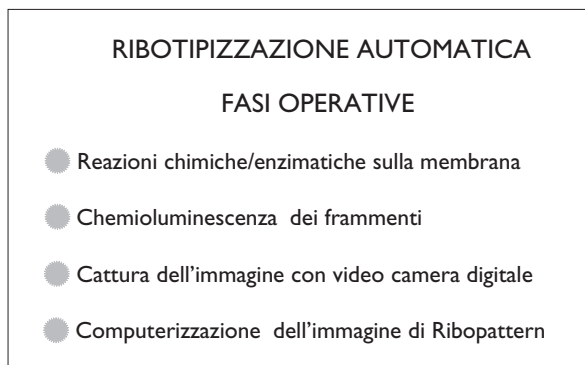 RIBOTIPIZZAZIONE AUTOMATICA
FASI OPERATIVE
Reazioni chimiche/enzimatiche sulla membrana
Chemioluminescenza dei frammenti
Cattura dell'immagine con video camera digitale
Computerizzazione dell'immagine di Ribopattern